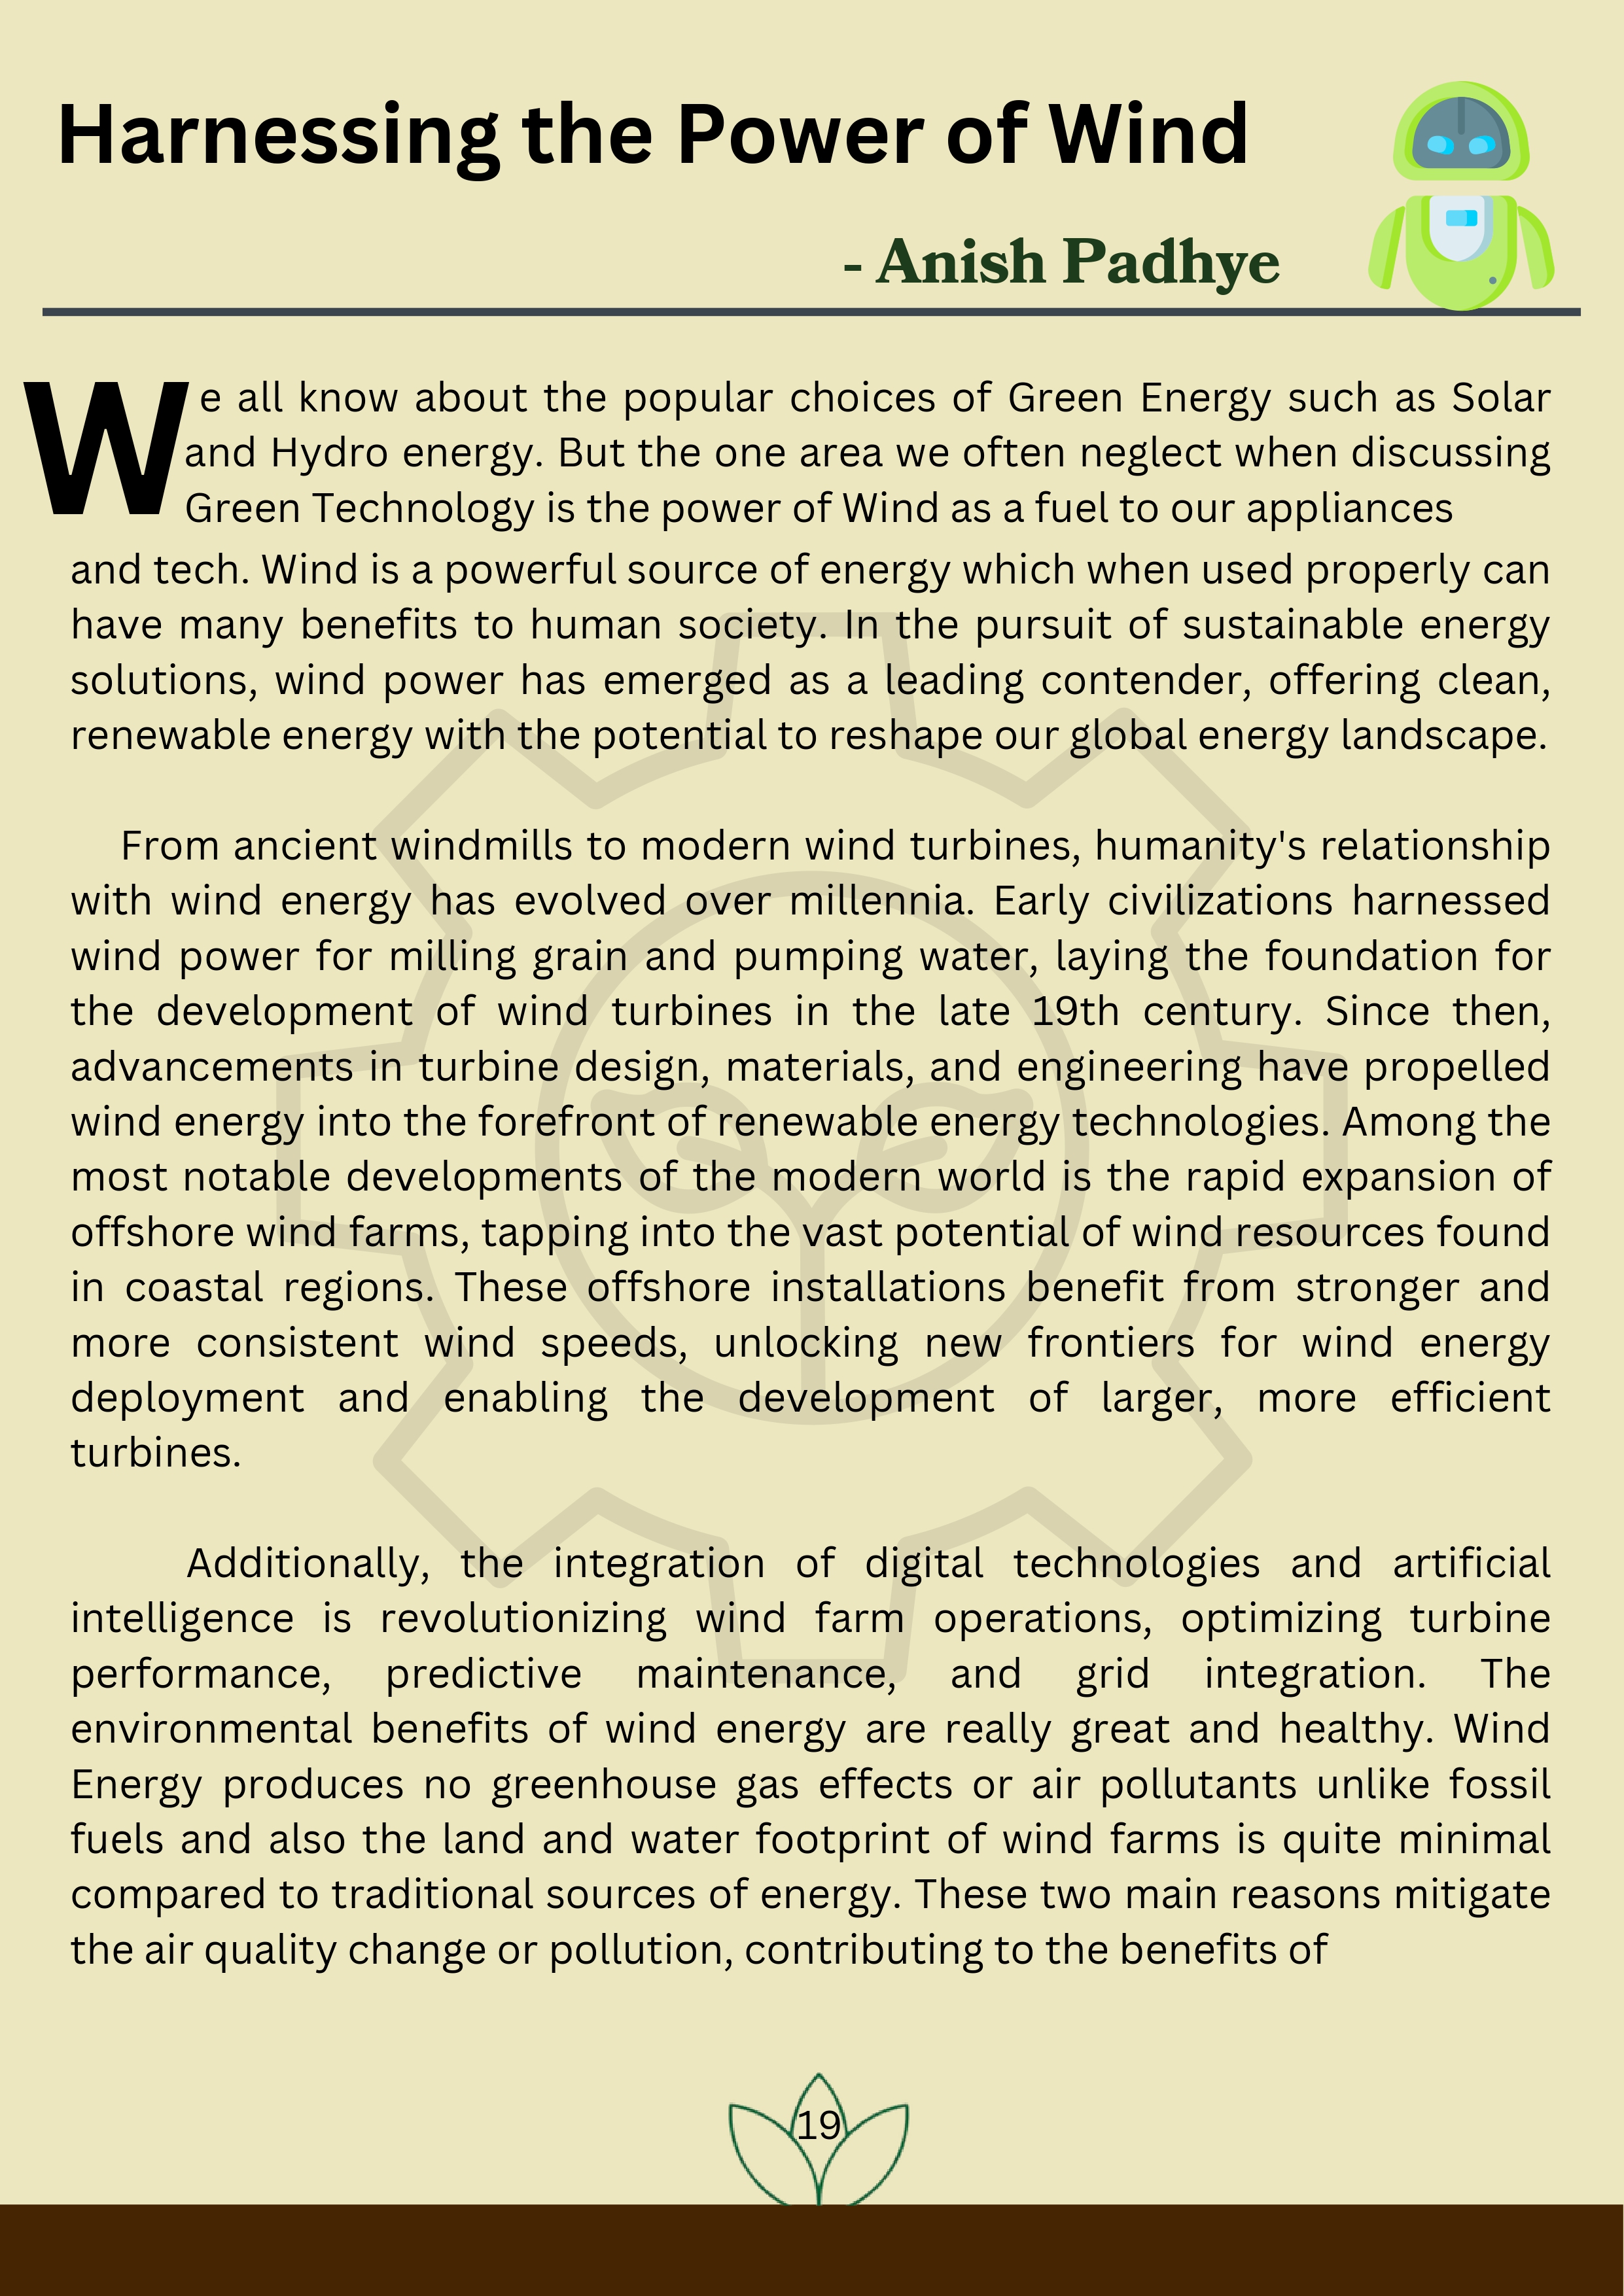 Harnessing the Power of Wind
- Anish Padhye
We all know about the popular choices of Green Energy such as Solar
and Hydro energy. But the one area we often neglect when discussing
Green Technology is the power of Wind as a fuel to our appliances
and tech. Wind is a powerful source of energy which when used properly can
have many benefits to human society. In the pursuit of sustainable energy
solutions, wind power has emerged as a leading contender, offering clean,
renewable energy with the potential to reshape our global energy landscape.
From ancient windmills to modern wind turbines, humanity's relationship
with wind energy has evolved over millennia. Early civilizations harnessed
wind power for milling grain and pumping water, laying the foundation for
the development of wind turbines in the late 19th century. Since then,
advancements in turbine design, materials, and engineering have propelled
wind energy into the forefront of renewable energy technologies. Among the
most notable developments of the modern world is the rapid expansion of
offshore wind farms, tapping into the vast potential of wind resources found
in coastal regions. These offshore installations benefit from stronger and
more consistent wind speeds, unlocking new frontiers for wind energy
deployment and enabling the development of larger, more efficient
turbines.
Additionally, the integration of digital technologies and artificial
intelligence is revolutionizing wind farm operations, optimizing turbine
performance, predictive maintenance, and grid integration. The
environmental benefits of wind energy are really great and healthy. Wind
Energy produces no greenhouse gas effects or air pollutants unlike fossil
fuels and also the land and water footprint of wind farms is quite minimal
compared to traditional sources of energy. These two main reasons mitigate
the air quality change or pollution, contributing to the benefits of
19